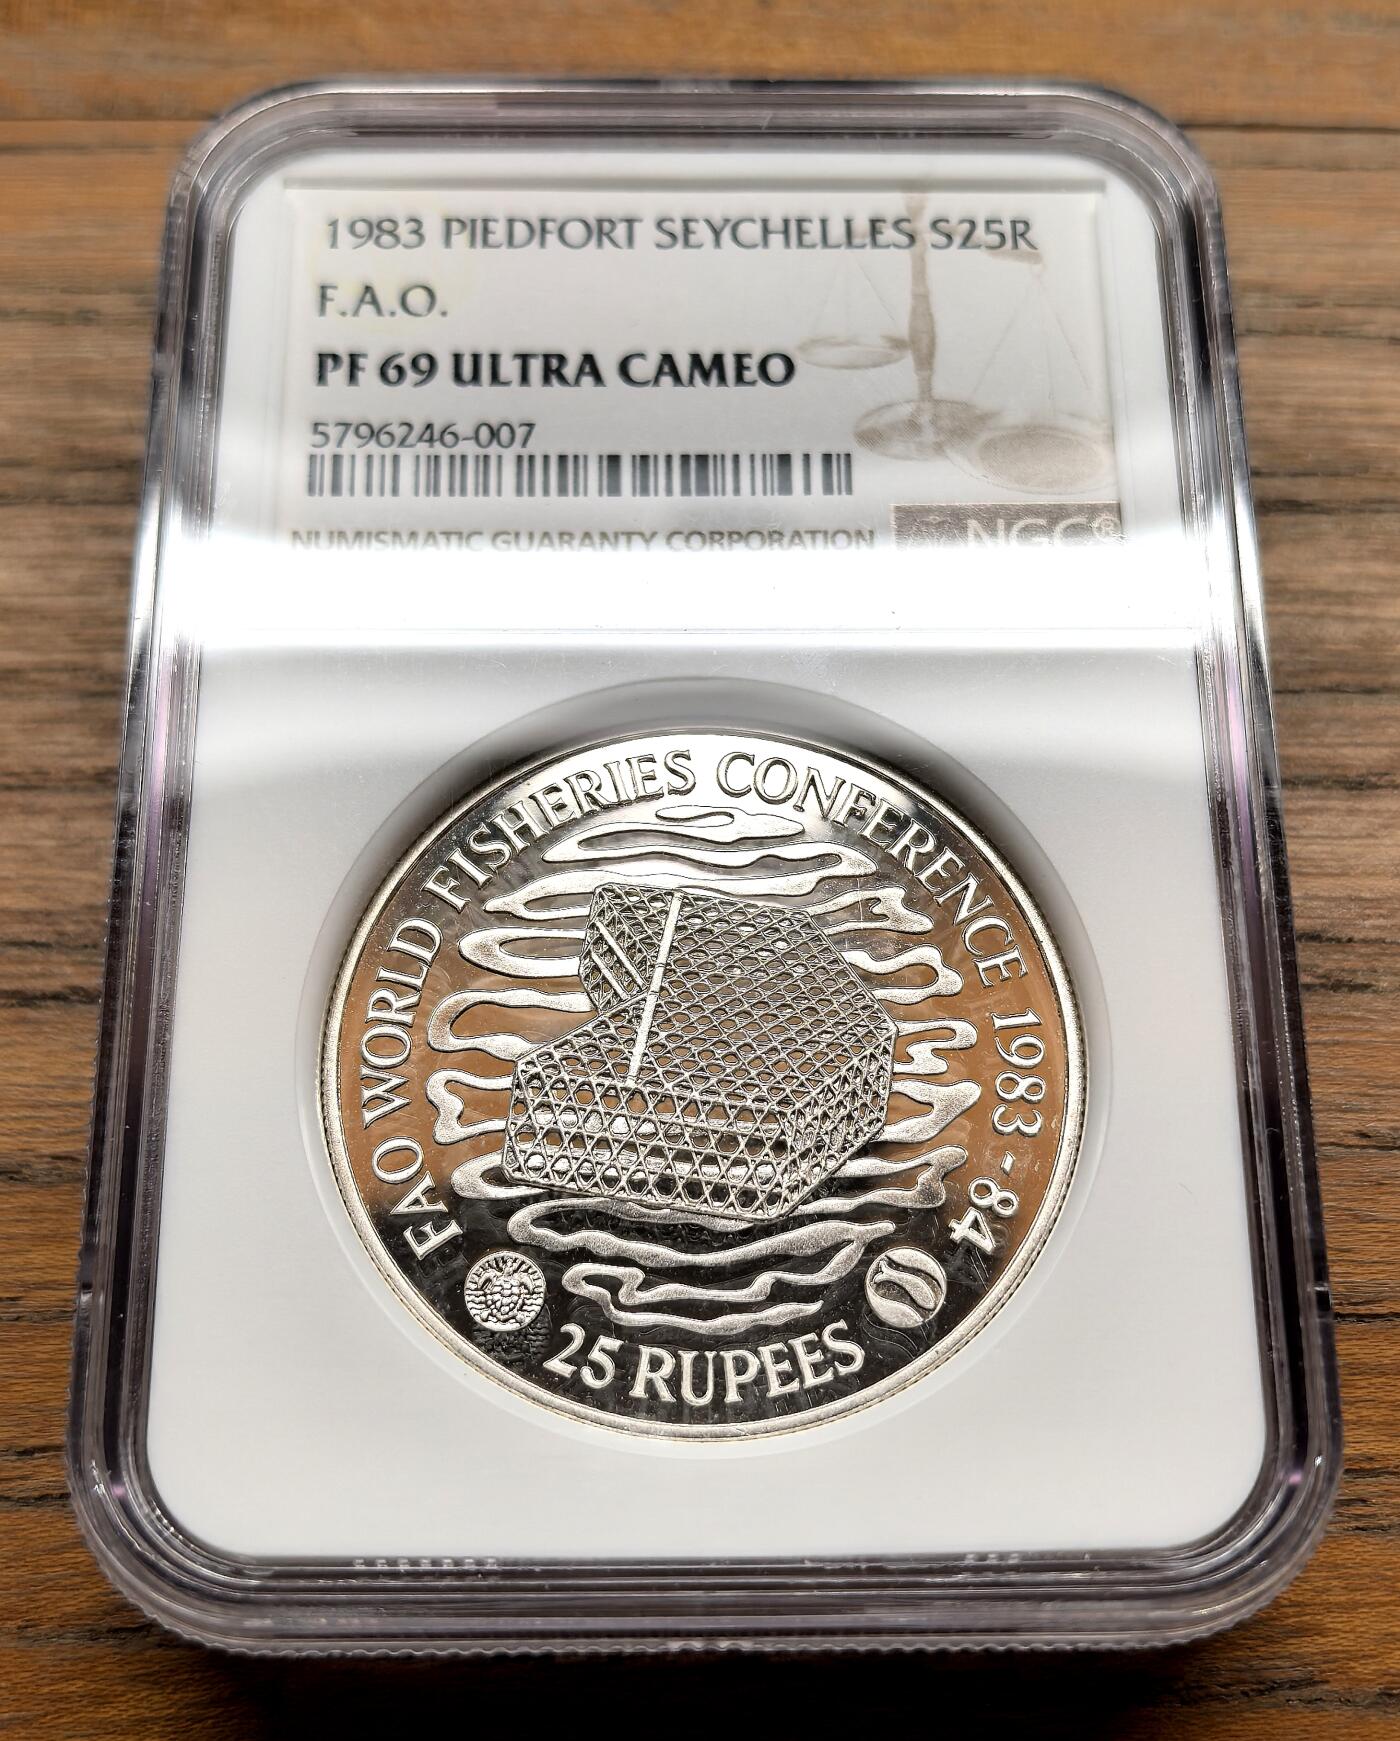 1983 PIEDFORT SEYCHELLES S25R
F.A.O.
PF 69 ULTRA CAMEO
5796246-007
NUMISMATIC GUARANTY CORPORATION
NGC®
FAO WORLD FISHERIES CONFERENCE 1983-84
25 RUPEES